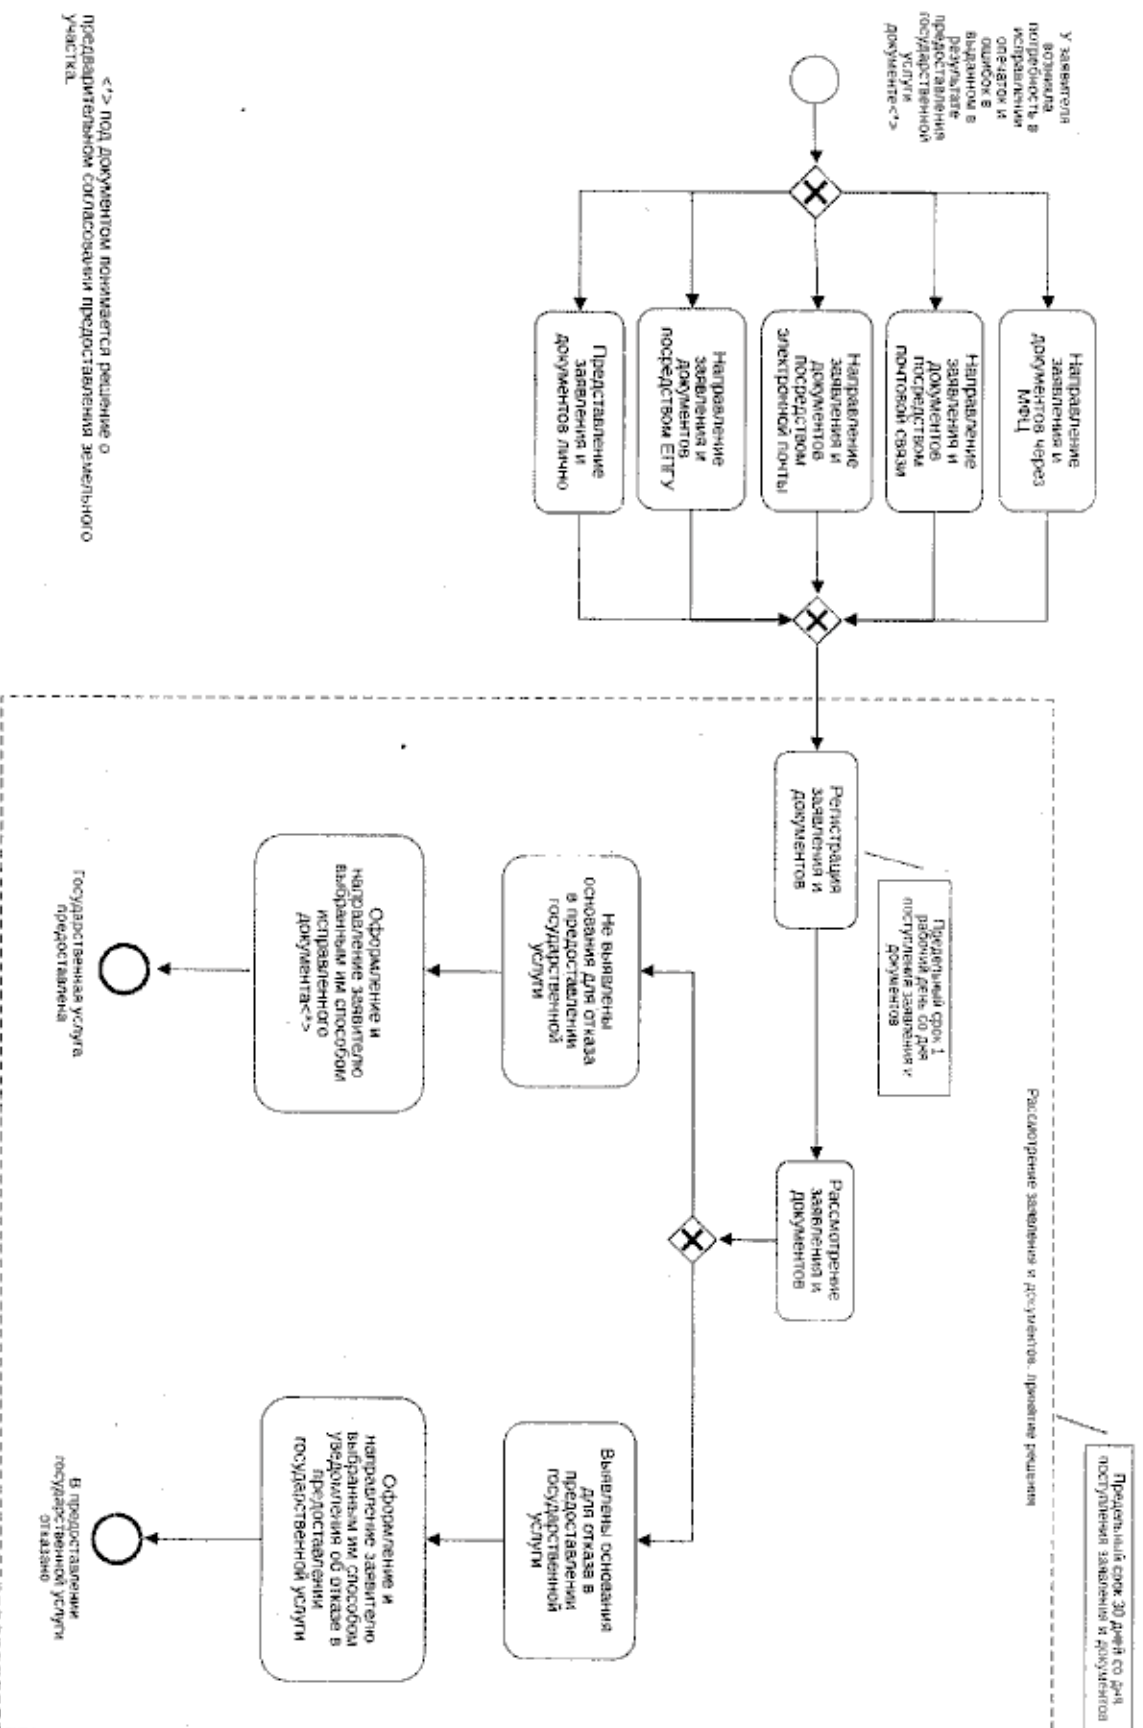 У заявителя
возникла
потребность в
исправлении
опечаток и
ошибок в
выданном в
результате
предоставления
государственной
услуги
документе<*>
Направление
заявления и
документов через
МФЦ
Направление
заявления и
документов
посредством
почтовой связи
Направление
заявления и
документов
посредством
электронной почты
Направление
заявления и
документов
посредством ЕПГУ
Представление
заявления и
документов лично
<*> под документом понимается решение о
предварительном согласовании предоставления земельного
участка.
Предельный срок 30 дней со дня
поступления заявления и документов
Рассмотрение заявления и документов, принятие решения
Предельный срок 1
рабочий день со дня
поступления заявления и
документов
Регистрация
заявления и
документов
Рассмотрение
заявления и
документов
Не выявлены
основания для отказа
в предоставлении
государственной
услуги
Выявлены основания
для отказа в
предоставлении
государственной
услуги
Оформление и
направление заявителю
выбранным им способом
исправленного
документа<*>
Оформление и
направление заявителю
выбранным им способом
уведомления об отказе в
предоставлении
государственной услуги
Государственная услуга
предоставлена
В предоставлении
государственной услуги
отказано